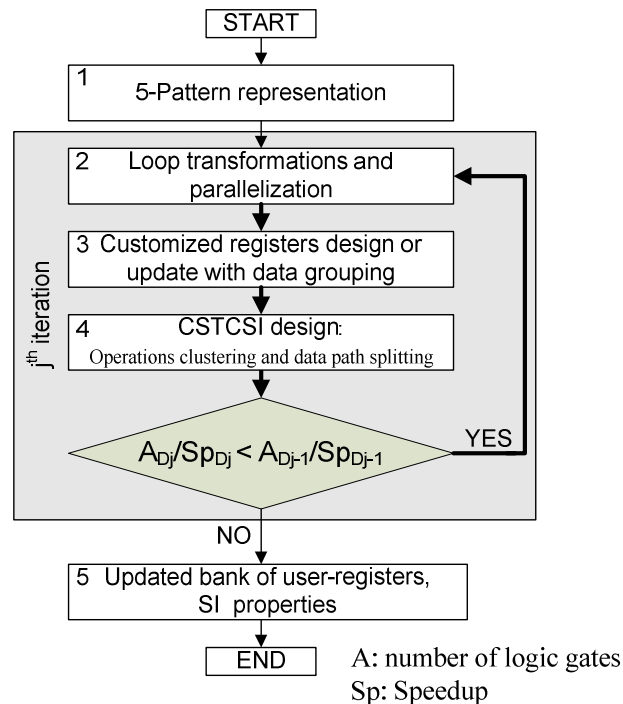 START
1
5-Pattern representation
2 Loop transformations and
parallelization
3 Customized registers design or
update with data grouping
4 CSTCSI design:
Operations clustering and data path splitting
jth iteration
ADj/SpDj < ADj-1/SpDj-1
YES
NO
5 Updated bank of user-registers,
SI properties
END
A: number of logic gates
Sp: Speedup